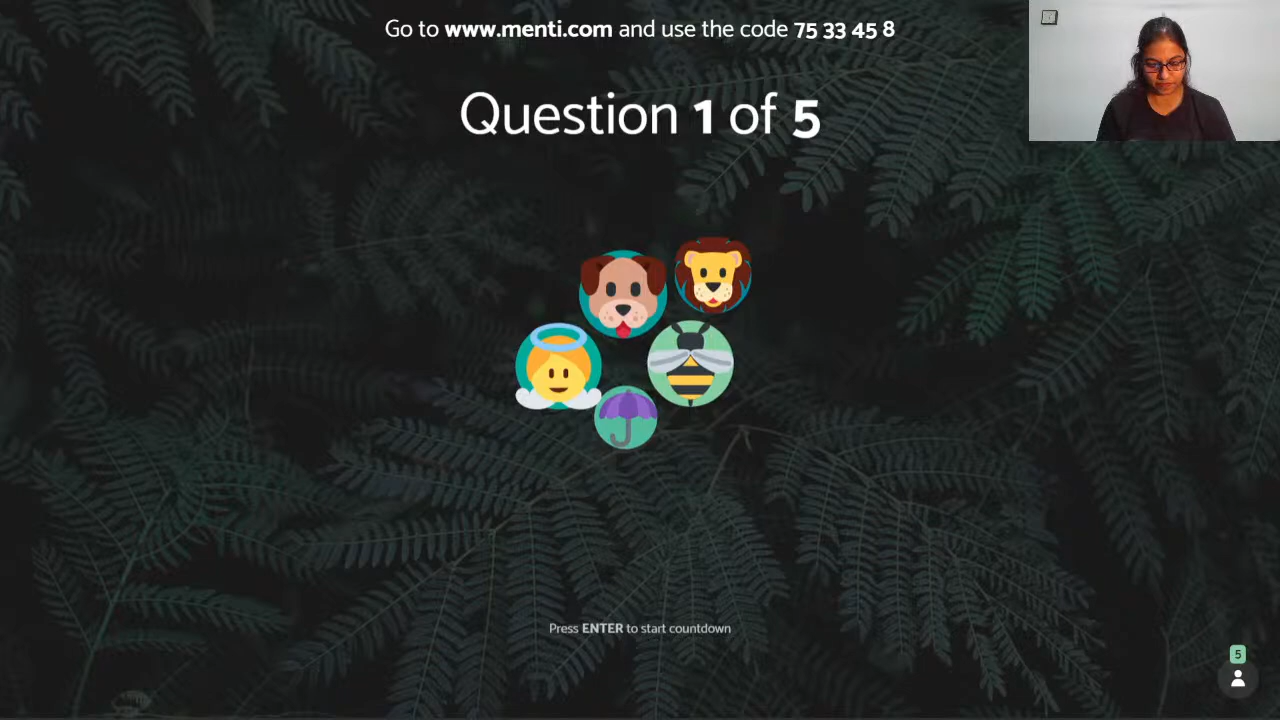 Go to www.menti.com and use the code 75 33 45 8
Question 1 of 5
Press ENTER to start countdown
5